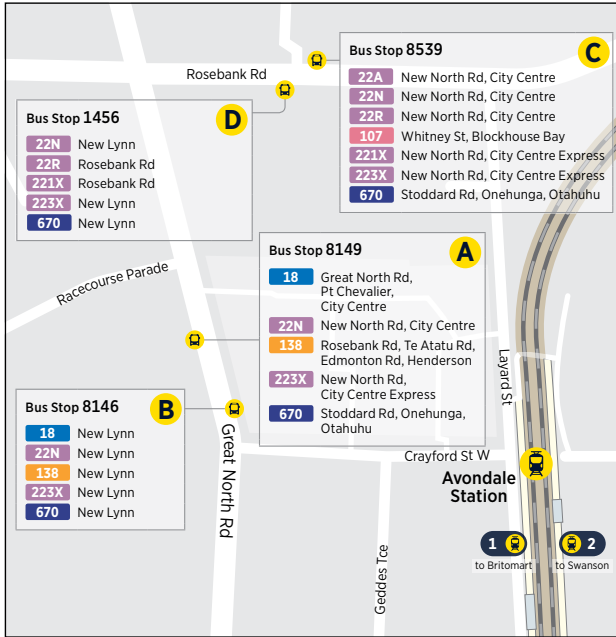 Rosebank Rd
Bus Stop 8539
C
22A New North Rd, City Centre
22N New North Rd, City Centre
22R New North Rd, City Centre
107 Whitney St, Blockhouse Bay
221X New North Rd, City Centre Express
223X New North Rd, City Centre Express
670 Stoddard Rd, Onehunga, Otahuhu
Bus Stop 1456
D
22N New Lynn
22R Rosebank Rd
221X Rosebank Rd
223X New Lynn
670 New Lynn
Racecourse Parade
Bus Stop 8149
A
18 Great North Rd,
Pt Chevalier,
City Centre
22N New North Rd, City Centre
138 Rosebank Rd, Te Atatu Rd,
Edmonton Rd, Henderson
223X New North Rd,
City Centre Express
670 Stoddard Rd, Onehunga,
Otahuhu
Layard St
Bus Stop 8146
B
18 New Lynn
22N New Lynn
138 New Lynn
223X New Lynn
670 New Lynn
Great North Rd
Crayford St W
Avondale
Station
Geddes Tce
1
to Britomart
2
to Swanson